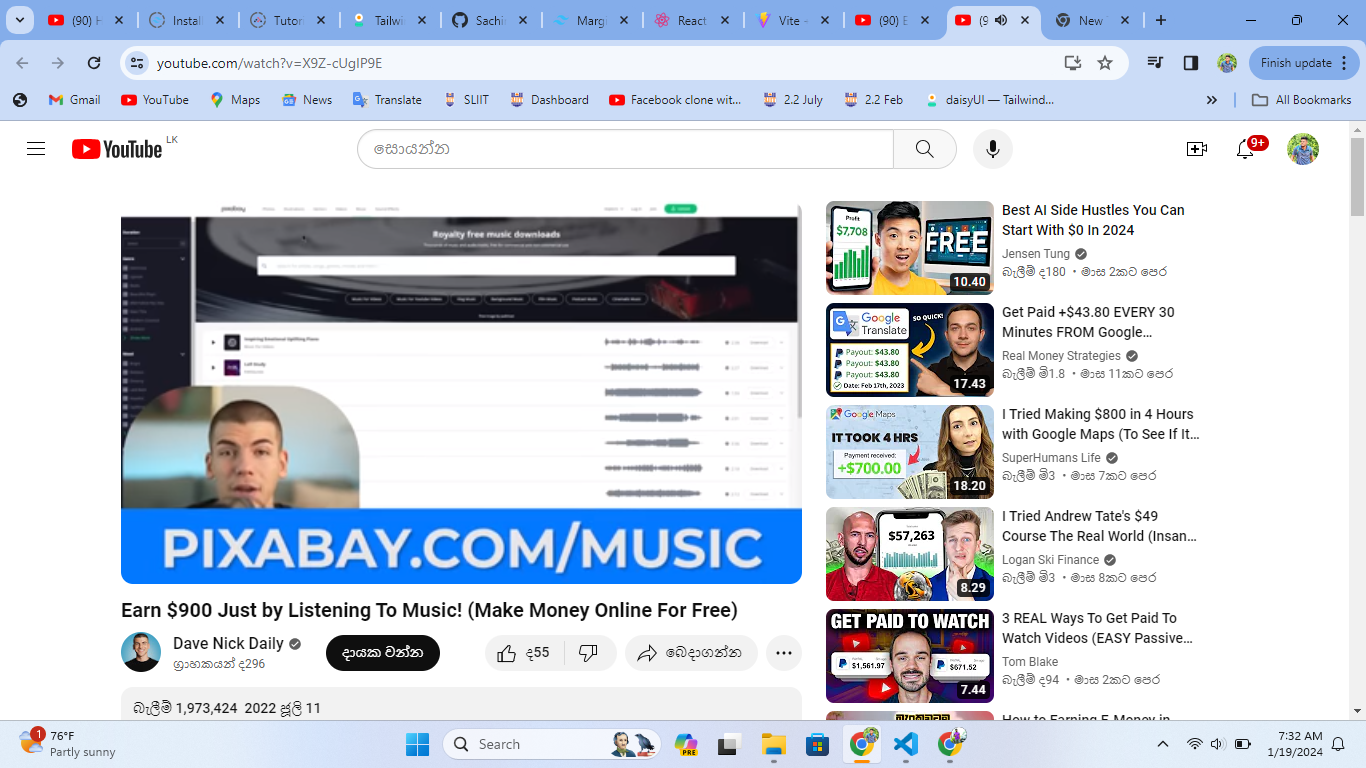 (90) H
Install
Tutori
Tailwi
Sachi
Margi
React
Vite +
(90) E
(9
New T
youtube.com/watch?v=X9Z-cUgIP9E
Finish update
Gmail
YouTube
Maps
News
Translate
SLIIT
Dashboard
Facebook clone wit...
2.2 July
2.2 Feb
daisyUI — Tailwind...
»
All Bookmarks
YouTube LK
සොයන්න
9+
pixabay
Royalty free music downloads
Inspiring Emotional Uplifting Piano
Lofi Study
PIXABAY.COM/MUSIC
Earn $900 Just by Listening To Music! (Make Money Online For Free)
Dave Nick Daily
ග්‍රාහකයන් ද296
දායක වන්න
ද55
බෙදාගන්න
බැලීම් 1,973,424 2022 ජූලි 11
Profit
$7,708
FREE
10.40
Best AI Side Hustles You Can
Start With $0 In 2024
Jensen Tung
බැලීම් ද180 • මාස 2කට පෙර
Google
Translate
SO QUICK!
Payout: $43.80
Payout: $43.80
Payout: $43.80
Date: Feb 17th, 2023
17.43
Get Paid +$43.80 EVERY 30
Minutes FROM Google...
Real Money Strategies
බැලීම් මි1.8 • මාස 11කට පෙර
Google Maps
IT TOOK 4 HRS
Payment received:
+$700.00
18.20
I Tried Making $800 in 4 Hours
with Google Maps (To See If It...
SuperHumans Life
බැලීම් මි3 • මාස 7කට පෙර
$57,263
8.29
I Tried Andrew Tate's $49
Course The Real World (Insan...
Logan Ski Finance
බැලීම් මි3 • මාස 8කට පෙර
GET PAID TO WATCH
$1,561.97
$671.52
7.44
3 REAL Ways To Get Paid To
Watch Videos (EASY Passive...
Tom Blake
බැලීම් ද94 • මාස 2කට පෙර
1
76°F
Partly sunny
Search
PRE
7:32 AM
1/19/2024